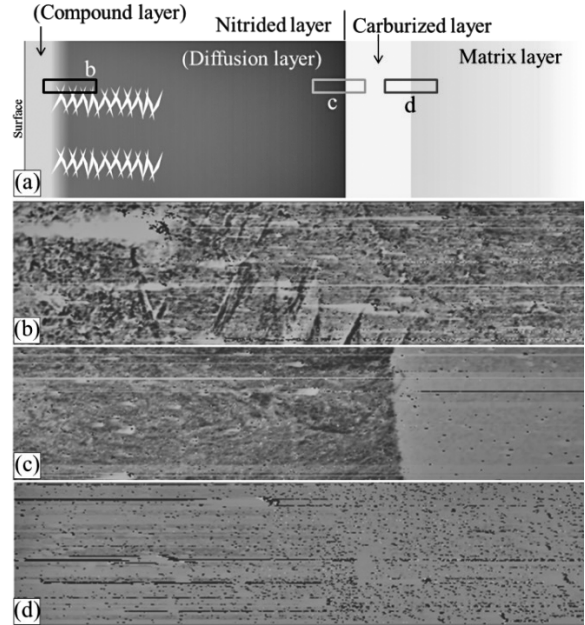 (Compound layer)
Nitrided layer
Carburized layer
(Diffusion layer)
Matrix layer
b
c
d
Surface
(a)
(b)
(c)
(d)